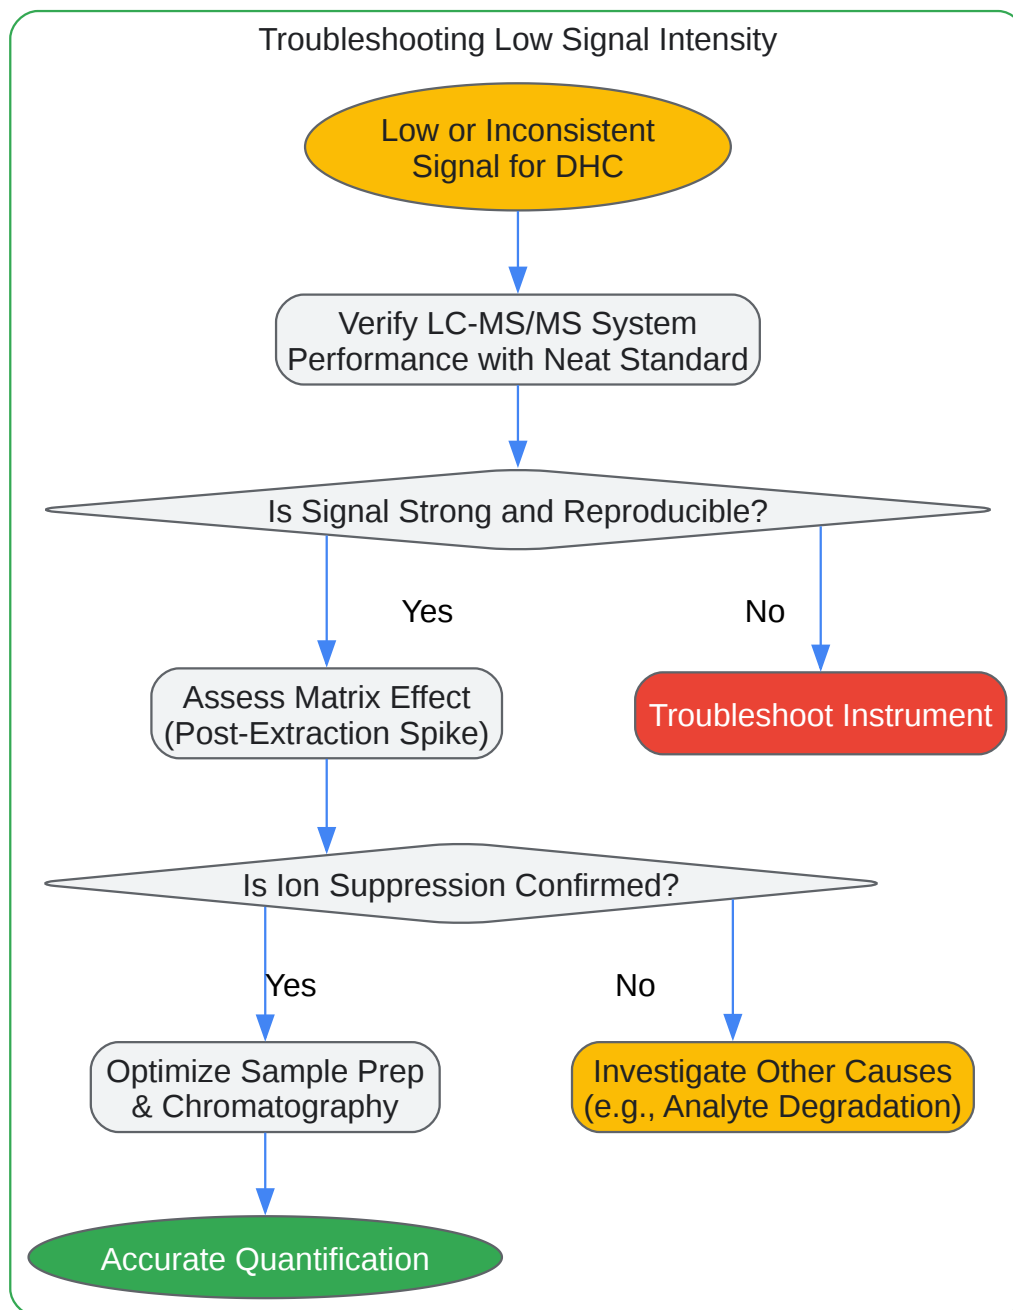 Troubleshooting Low Signal Intensity
Low or Inconsistent
Signal for DHC
Verify LC-MS/MS System
Performance with Neat Standard
Is Signal Strong and Reproducible?
Yes
No
Assess Matrix Effect
(Post-Extraction Spike)
Troubleshoot Instrument
Is Ion Suppression Confirmed?
Yes
No
Optimize Sample Prep
& Chromatography
Investigate Other Causes
(e.g., Analyte Degradation)
Accurate Quantification